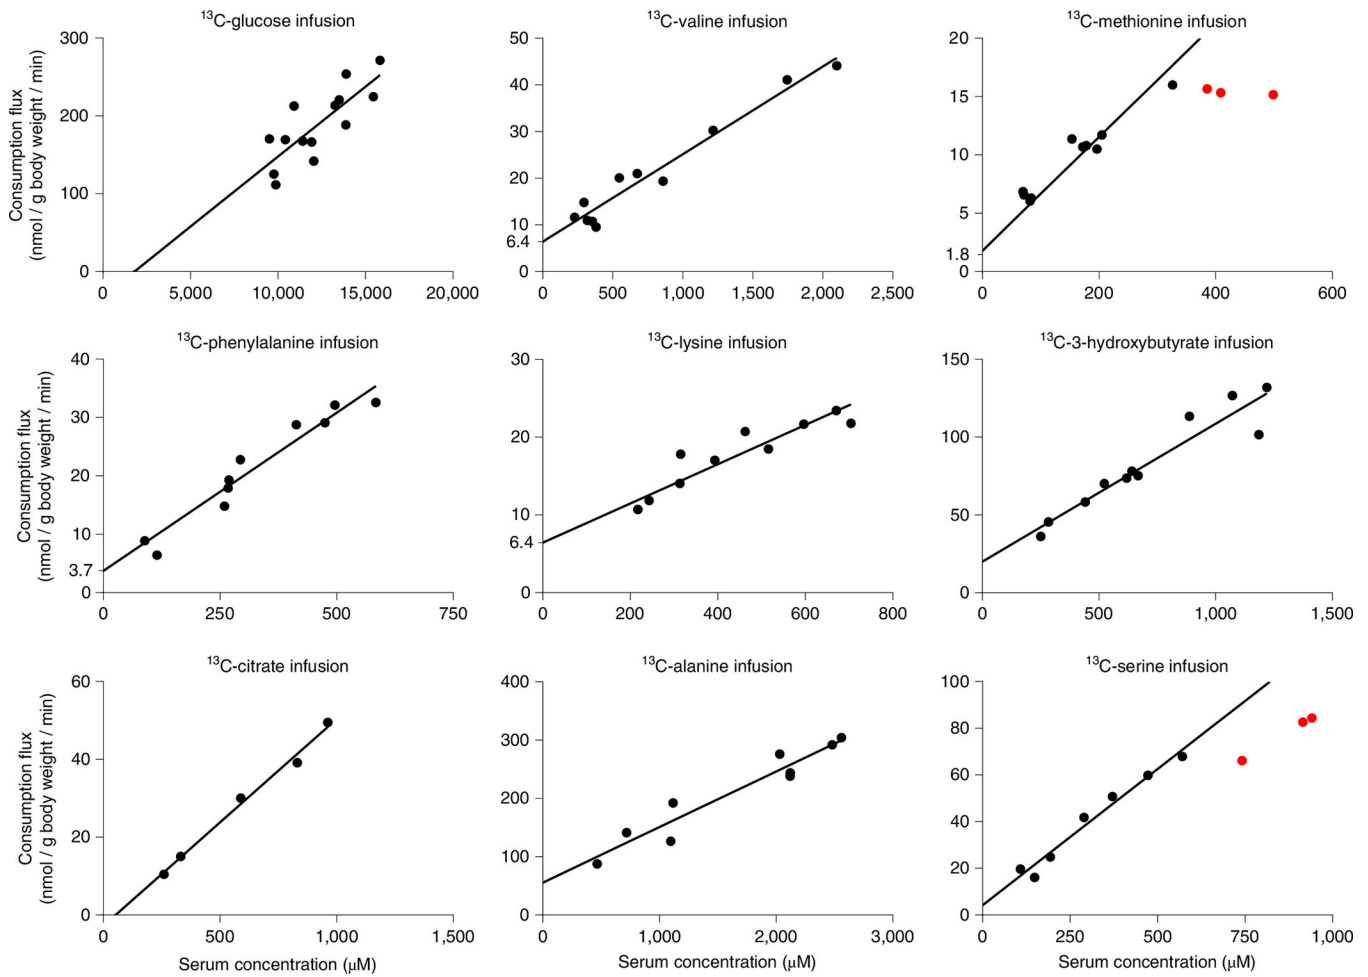 ¹³C-glucose infusion
300
200
100
0
0 5,000 10,000 15,000 20,000
Consumption flux
(nmol / g body weight / min)
¹³C-valine infusion
50
40
30
20
10
6.4
0
0 500 1,000 1,500 2,000 2,500
¹³C-methionine infusion
20
15
10
5
1.8
0
0 200 400 600
¹³C-phenylalanine infusion
40
30
20
10
3.7
0
0 250 500 750
Consumption flux
(nmol / g body weight / min)
¹³C-lysine infusion
30
20
10
6.4
0
0 200 400 600 800
¹³C-3-hydroxybutyrate infusion
150
100
50
0
0 500 1,000 1,500
¹³C-citrate infusion
60
40
20
0
0 500 1,000 1,500
Consumption flux
(nmol / g body weight / min)
Serum concentration (μM)
¹³C-alanine infusion
400
300
200
100
0
0 1,000 2,000 3,000
Serum concentration (μM)
¹³C-serine infusion
100
80
60
40
20
0
0 250 500 750 1,000
Serum concentration (μM)